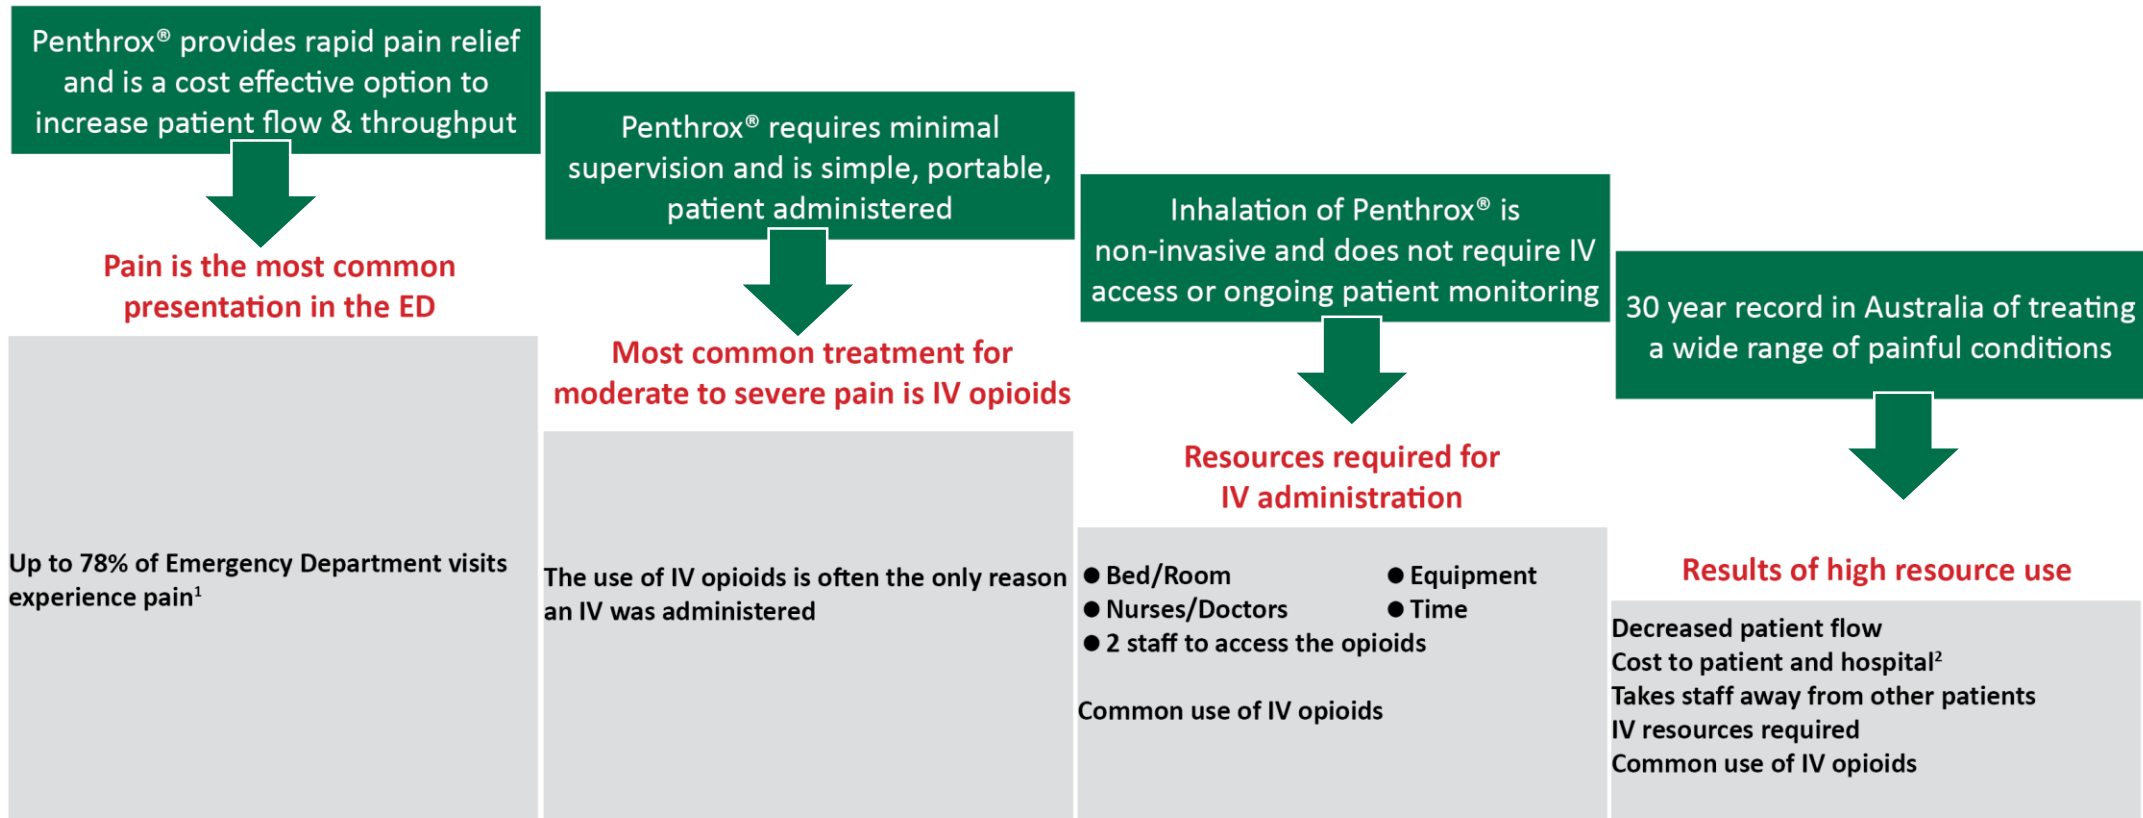 Penthrox® provides rapid pain relief
and is a cost effective option to
increase patient flow & throughput
Pain is the most common
presentation in the ED
Up to 78% of Emergency Department visits
experience pain¹
Penthrox® requires minimal
supervision and is simple, portable,
patient administered
Most common treatment for
moderate to severe pain is IV opioids
The use of IV opioids is often the only reason
an IV was administered
Inhalation of Penthrox® is
non-invasive and does not require IV
access or ongoing patient monitoring
Resources required for
IV administration
● Bed/Room ● Equipment
● Nurses/Doctors ● Time
● 2 staff to access the opioids
Common use of IV opioids
30 year record in Australia of treating
a wide range of painful conditions
Results of high resource use
Decreased patient flow
Cost to patient and hospital²
Takes staff away from other patients
IV resources required
Common use of IV opioids